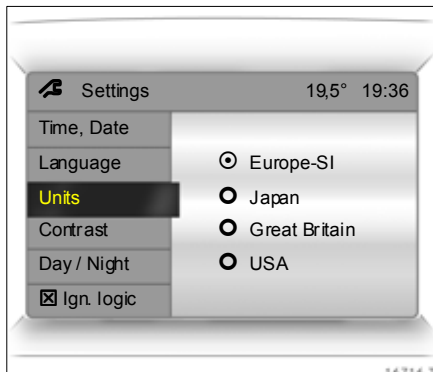 Settings 19,5° 19:36
Time, Date
Language
Units
Contrast
Day / Night
Ign. logic
Europe-SI
Japan
Great Britain
USA